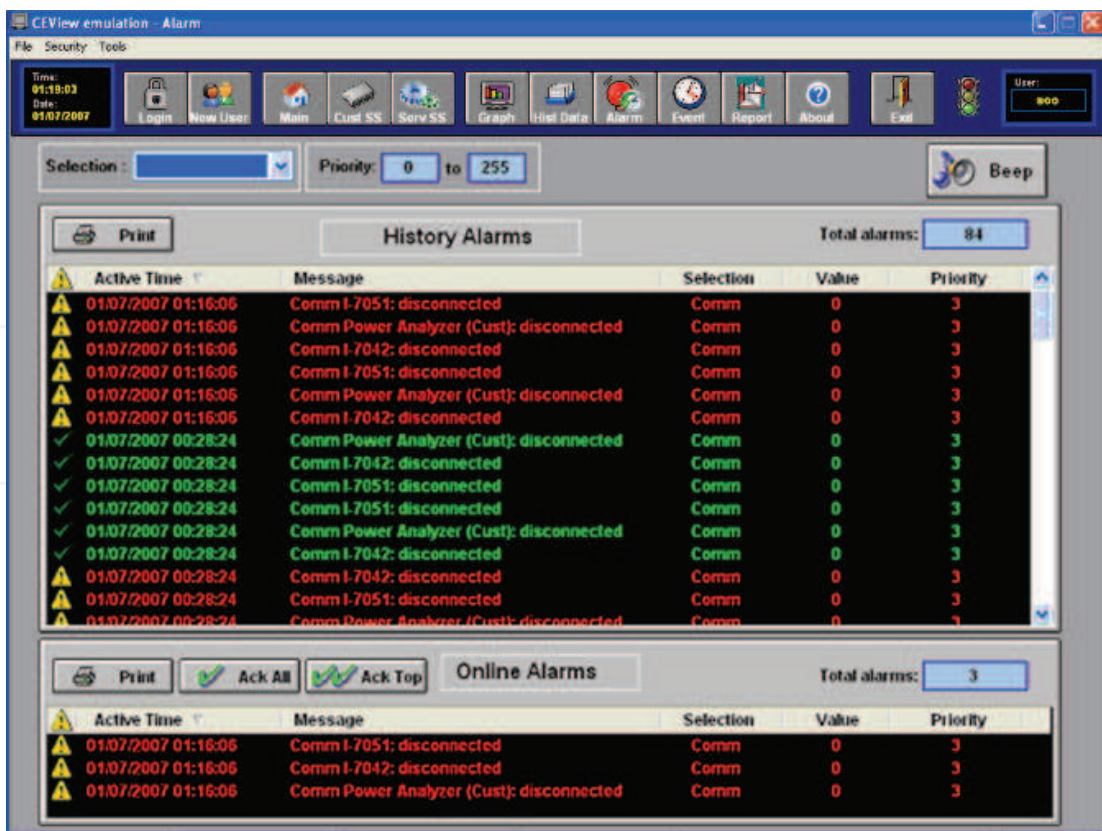 CEView emulation - Alarm
File Security Tools
Time:
01:19:03
Date:
01/07/2007
Login New User Main Cust SS Serv SS Graph Hist Data Alarm Event Report About Exit
User:
Selection :
Priority: 0 to 255
Beep
Print History Alarms Total alarms: 84
Active Time Message Selection Value Priority
01/07/2007 01:16:06 Comm I-7051: disconnected Comm 0 3
01/07/2007 01:16:06 Comm Power Analyzer (Cust): disconnected Comm 0 3
01/07/2007 01:16:06 Comm I-7042: disconnected Comm 0 3
01/07/2007 01:16:06 Comm I-7051: disconnected Comm 0 3
01/07/2007 01:16:06 Comm Power Analyzer (Cust): disconnected Comm 0 3
01/07/2007 01:16:06 Comm I-7042: disconnected Comm 0 3
01/07/2007 00:28:24 Comm Power Analyzer (Cust): disconnected Comm 0 3
01/07/2007 00:28:24 Comm I-7042: disconnected Comm 0 3
01/07/2007 00:28:24 Comm I-7051: disconnected Comm 0 3
01/07/2007 00:28:24 Comm I-7051: disconnected Comm 0 3
01/07/2007 00:28:24 Comm Power Analyzer (Cust): disconnected Comm 0 3
01/07/2007 00:28:24 Comm I-7042: disconnected Comm 0 3
01/07/2007 00:28:24 Comm I-7042: disconnected Comm 0 3
01/07/2007 00:28:24 Comm I-7051: disconnected Comm 0 3
01/07/2007 00:28:24 Comm Power Analyzer (Cust): disconnected Comm 0 3
Print Ack All Ack Top Online Alarms Total alarms: 3
Active Time Message Selection Value Priority
01/07/2007 01:16:06 Comm I-7051: disconnected Comm 0 3
01/07/2007 01:16:06 Comm I-7042: disconnected Comm 0 3
01/07/2007 01:16:06 Comm Power Analyzer (Cust): disconnected Comm 0 3